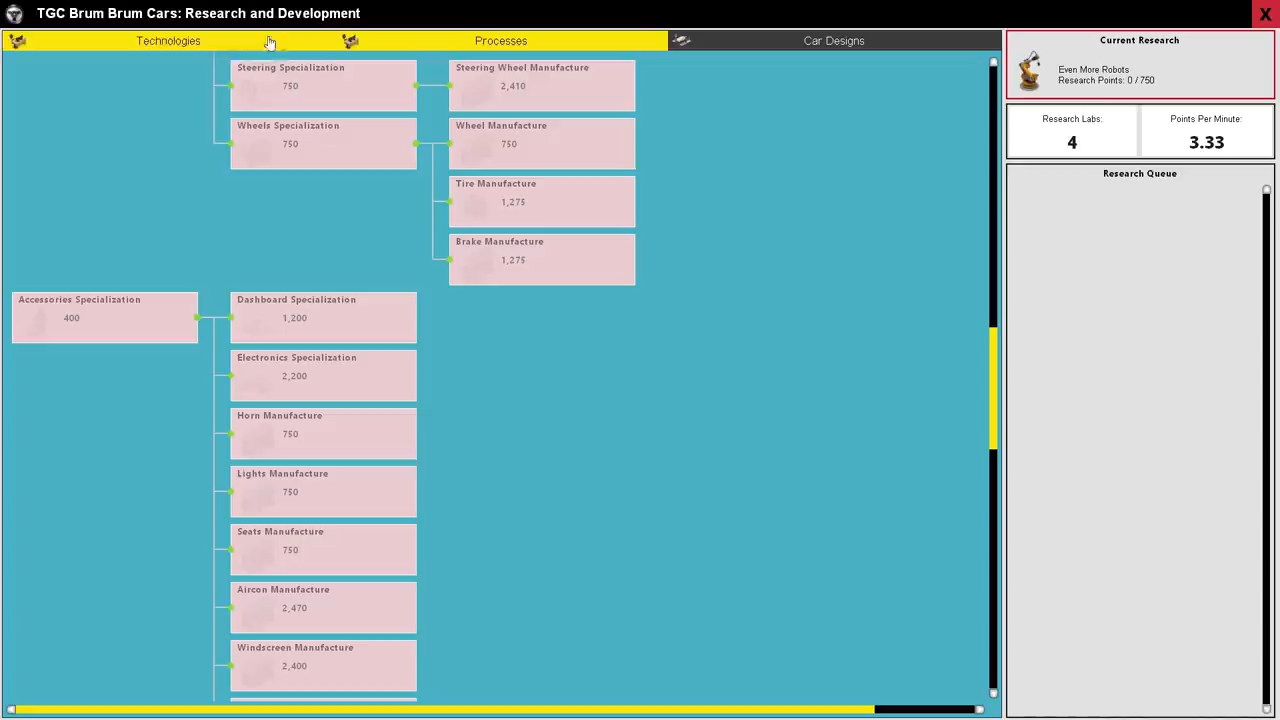 TGC Brum Brum Cars: Research and Development
X
Technologies
Processes
Car Designs
Steering Specialization
750
Steering Wheel Manufacture
2,410
Wheels Specialization
750
Wheel Manufacture
750
Tire Manufacture
1,275
Brake Manufacture
1,275
Accessories Specialization
400
Dashboard Specialization
1,200
Electronics Specialization
2,200
Horn Manufacture
750
Lights Manufacture
750
Seats Manufacture
750
Aircon Manufacture
2,470
Windscreen Manufacture
2,400
Current Research
Even More Robots
Research Points: 0 / 750
Research Labs:
4
Points Per Minute:
3.33
Research Queue